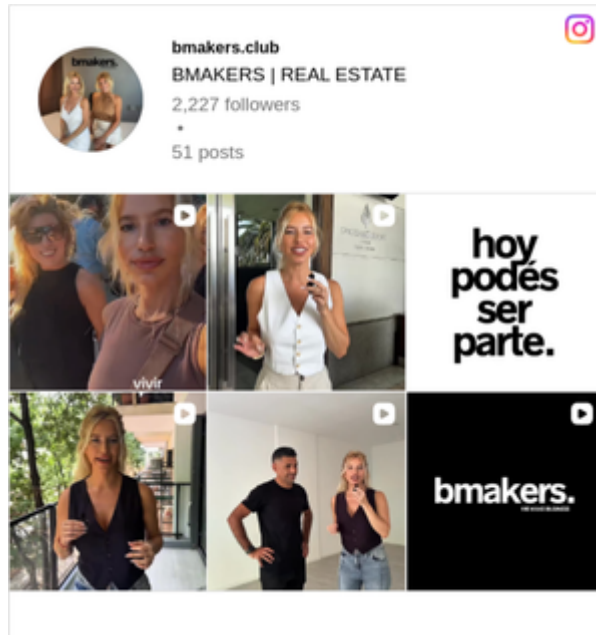 bmakers.
bmakers.club
BMAKERS | REAL ESTATE
2,227 followers
•
51 posts
vivir
hoy
podés
ser
parte.
bmakers.